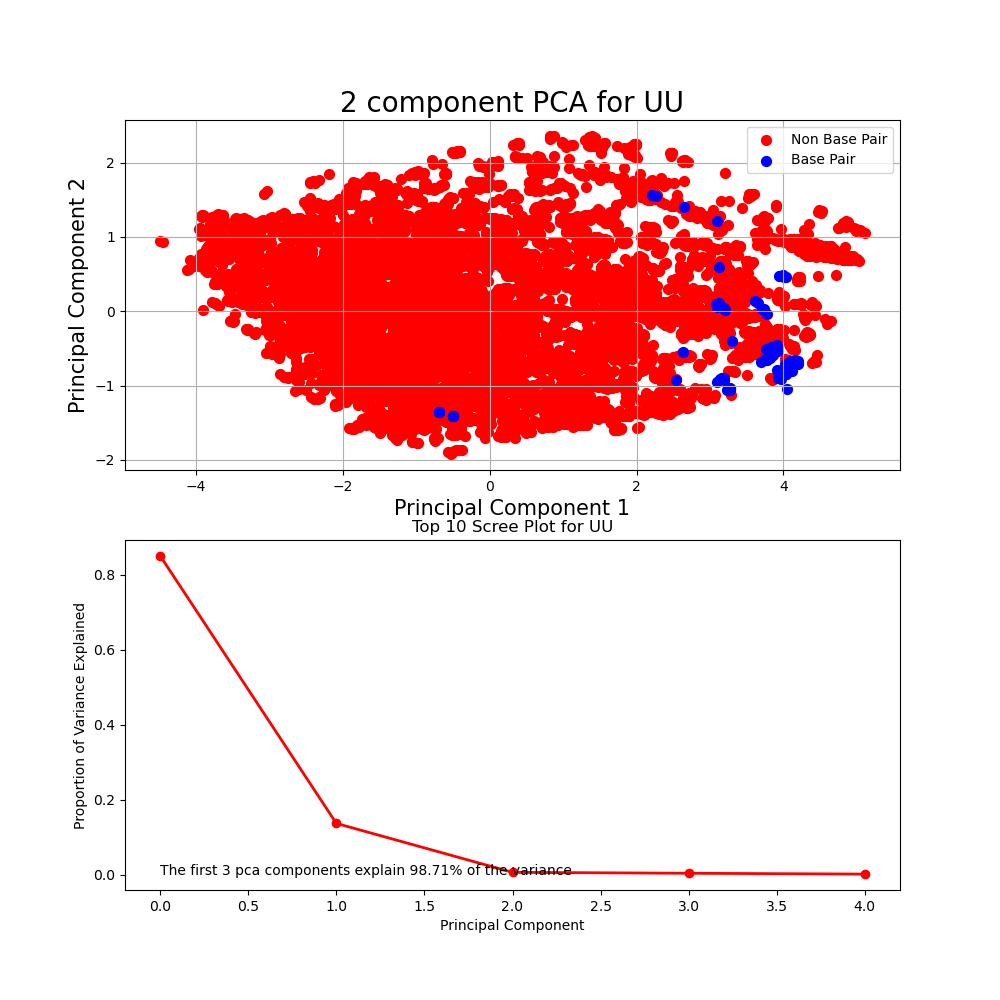 2 component PCA for UU
Non Base Pair
Base Pair
Principal Component 2
2
1
0
−1
−2
−4
−2
0
2
4
Principal Component 1
Top 10 Scree Plot for UU
Proportion of Variance Explained
0.8
0.6
0.4
0.2
0.0
The first 3 pca components explain 98.71% of the variance
0.0
0.5
1.0
1.5
2.0
2.5
3.0
3.5
4.0
Principal Component